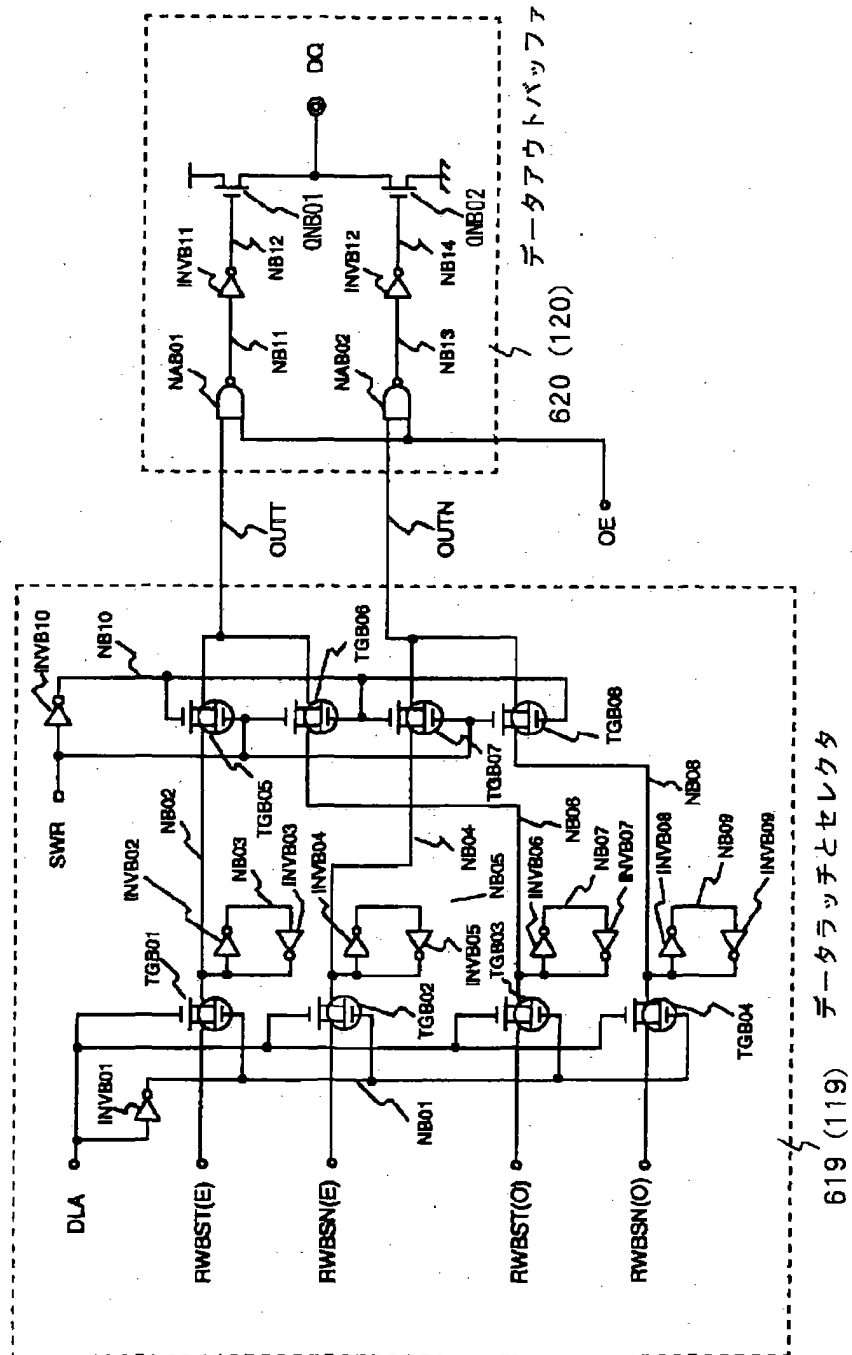 DLA
INVB01
RWBST(E)
RWBSN(E)
RWBST(O)
RWBSN(O)
NB01
TGB01
TGB02
TGB03
TGB04
INVB02
NB03
INVB03
INVB04
NB05
INVB05
INVB06
NB07
INVB07
INVB08
NB09
INVB09
SWR
NB02
NB04
NB06
NB08
INVB10
NB10
TGB05
TGB06
TGB07
TGB08
619 (119) データラッチとセレクタ
OUTT
OUTN
OE
NAB01
NAB02
NB11
NB13
INVB11
INVB12
NB12
NB14
QNB01
QNB02
DQ
620 (120) データアウトバッファ